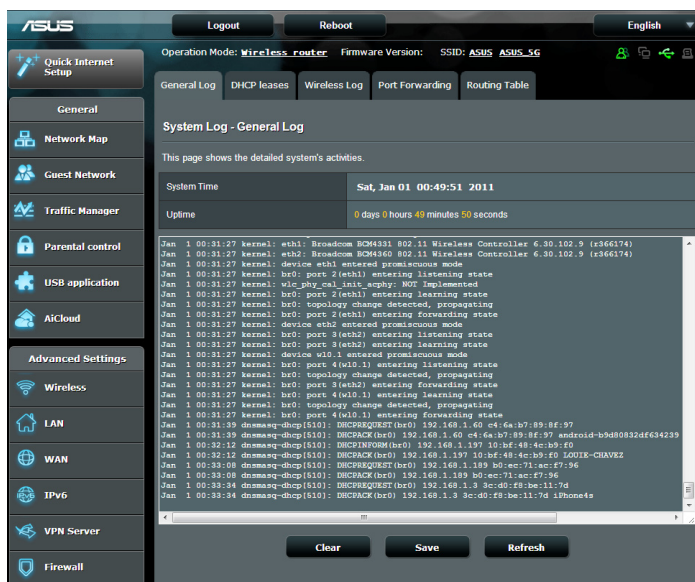 ASUS
Logout
Reboot
English
Quick Internet
Setup
Operation Mode: Wireless router Firmware Version: SSID: ASUS ASUS_5G
General Log
DHCP leases
Wireless Log
Port Forwarding
Routing Table
General
Network Map
Guest Network
Traffic Manager
Parental control
USB application
AiCloud
Advanced Settings
Wireless
LAN
WAN
IPv6
IPv6
VPN Server
Firewall
System Log - General Log
This page shows the detailed system's activities.
System Time Sat, Jan 01 00:49:51 2011
Uptime 0 days 0 hours 49 minutes 50 seconds
Jan 1 00:31:27 kernel: eth1: Broadcom BCM4331 802.11 Wireless Controller 6.30.102.9 (r366174)
Jan 1 00:31:27 kernel: eth2: Broadcom BCM4360 802.11 Wireless Controller 6.30.102.9 (r366174)
Jan 1 00:31:27 kernel: device eth1 entered promiscuous mode
Jan 1 00:31:27 kernel: br0: port 2(eth1) entering listening state
Jan 1 00:31:27 kernel: wlc_phy_cal_init_acphy: NOT Implemented
Jan 1 00:31:27 kernel: br0: port 2(eth1) entering learning state
Jan 1 00:31:27 kernel: br0: topology change detected, propagating
Jan 1 00:31:27 kernel: br0: port 2(eth1) entering forwarding state
Jan 1 00:31:27 kernel: device eth2 entered promiscuous mode
Jan 1 00:31:27 kernel: br0: port 3(eth2) entering listening state
Jan 1 00:31:27 kernel: br0: port 3(eth2) entering learning state
Jan 1 00:31:27 kernel: device wl0.1 entered promiscuous mode
Jan 1 00:31:27 kernel: br0: port 4(wl0.1) entering listening state
Jan 1 00:31:27 kernel: br0: topology change detected, propagating
Jan 1 00:31:27 kernel: br0: port 3(eth2) entering forwarding state
Jan 1 00:31:27 kernel: br0: port 4(wl0.1) entering learning state
Jan 1 00:31:27 kernel: br0: topology change detected, propagating
Jan 1 00:31:27 kernel: br0: port 4(wl0.1) entering forwarding state
Jan 1 00:31:39 dnsmasq-dhcp[510]: DHCPREQUEST(br0) 192.168.1.60 c4:6a:b7:89:8f:97
Jan 1 00:31:39 dnsmasq-dhcp[510]: DHCPACK(br0) 192.168.1.60 c4:6a:b7:89:8f:97 android-b9d80832df634239
Jan 1 00:32:12 dnsmasq-dhcp[510]: DHCPINFORM(br0) 192.168.1.197 10:bf:48:4c:b9:f0
Jan 1 00:32:12 dnsmasq-dhcp[510]: DHCPACK(br0) 192.168.1.197 10:bf:48:4c:b9:f0 LOUIE-CHAVEZ
Jan 1 00:33:08 dnsmasq-dhcp[510]: DHCPREQUEST(br0) 192.168.1.189 b0:ec:71:ac:f7:96
Jan 1 00:33:08 dnsmasq-dhcp[510]: DHCPACK(br0) 192.168.1.189 b0:ec:71:ac:f7:96
Jan 1 00:33:34 dnsmasq-dhcp[510]: DHCPREQUEST(br0) 192.168.1.3 3c:d0:f8:be:11:7d
Jan 1 00:33:34 dnsmasq-dhcp[510]: DHCPACK(br0) 192.168.1.3 3c:d0:f8:be:11:7d iPhone4s
Clear
Save
Refresh